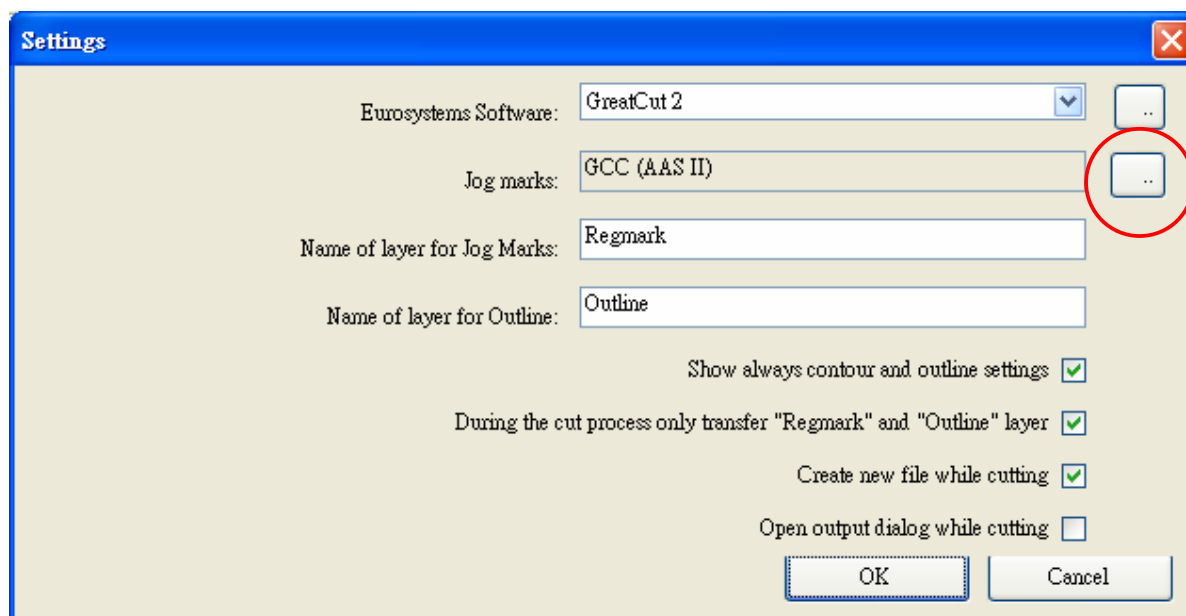 Settings
Eurosystems Software: GreatCut 2 ..
Jog marks: GCC (AAS II) ..
Name of layer for Jog Marks: Regmark
Name of layer for Outline: Outline
Show always contour and outline settings
During the cut process only transfer "Regmark" and "Outline" layer
Create new file while cutting
Open output dialog while cutting
OK Cancel